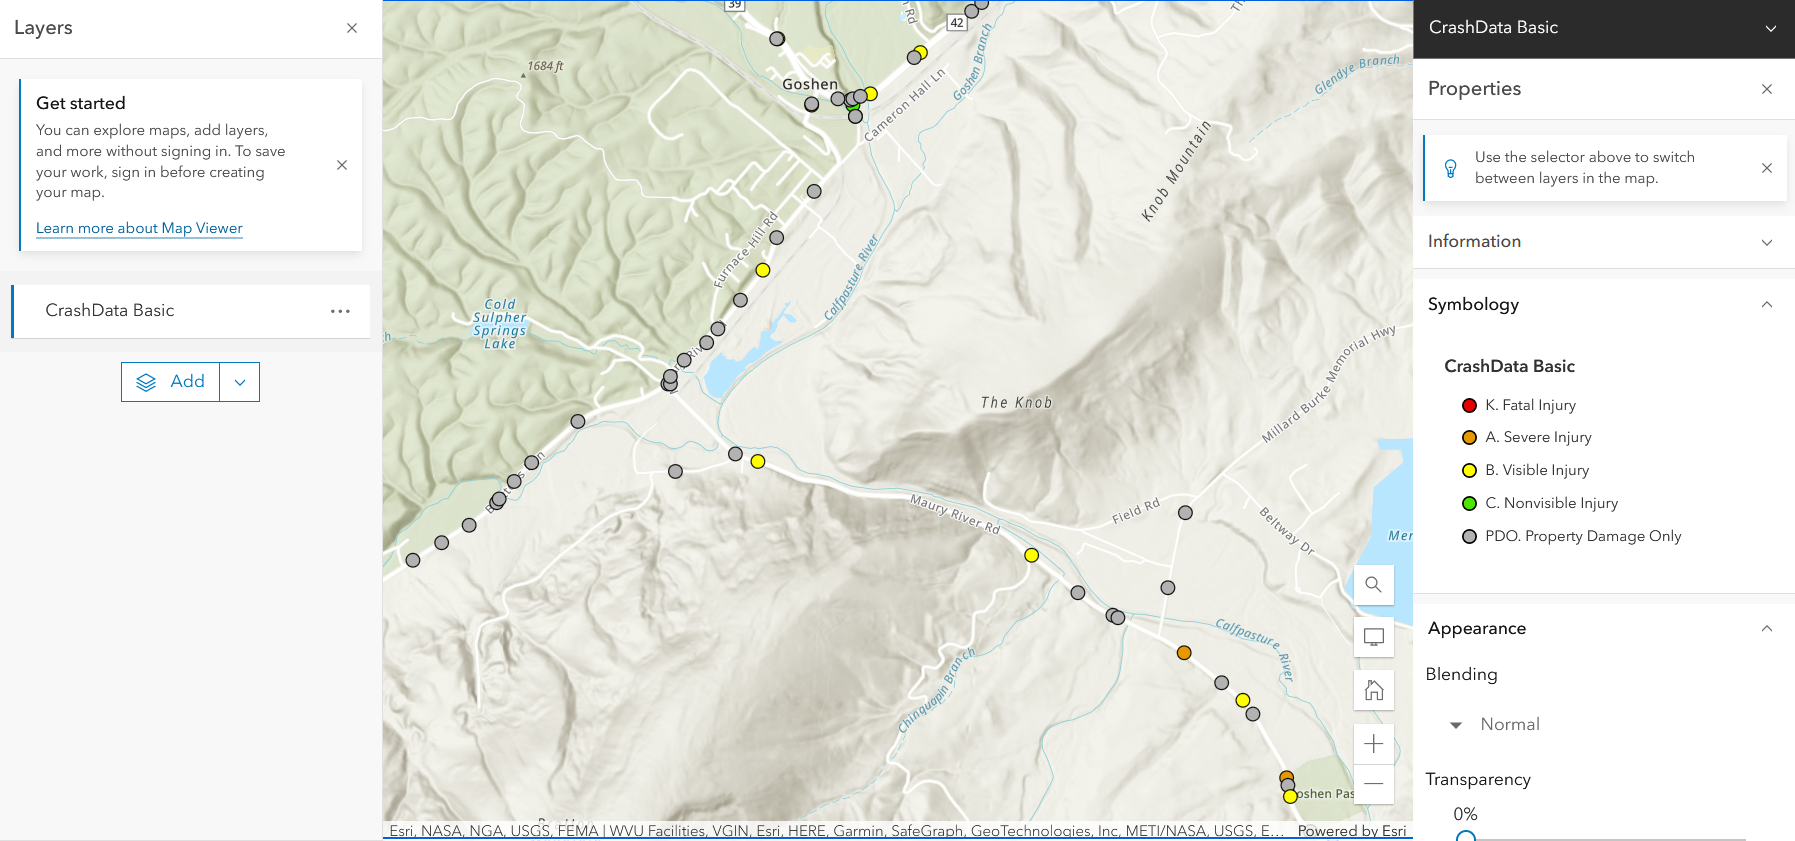 Layers
Get started
You can explore maps, add layers,
and more without signing in. To save
your work, sign in before creating
your map.
Learn more about Map Viewer
CrashData Basic
Add
39
42
1684 ft
Goshen
Cameron Hall Ln
Goshen Branch
Glendye Branch
Knob Mountain
Furnace Hill Rd
Calfpasture River
Cold
Sulpher
Springs
Lake
The Knob
Millard Burke Memorial Hwy
Maury River Rd
Field Rd
Beltway Dr
Mer
Calfpasture River
Chinquapin Branch
oshen Pas
Esri, NASA, NGA, USGS, FEMA | WVU Facilities, VGIN, Esri, HERE, Garmin, SafeGraph, GeoTechnologies, Inc, METI/NASA, USGS, E...
Powered by Esri
CrashData Basic
Properties
Use the selector above to switch
between layers in the map.
Information
Symbology
CrashData Basic
K. Fatal Injury
A. Severe Injury
B. Visible Injury
C. Nonvisible Injury
PDO. Property Damage Only
Appearance
Blending
Normal
Transparency
0%